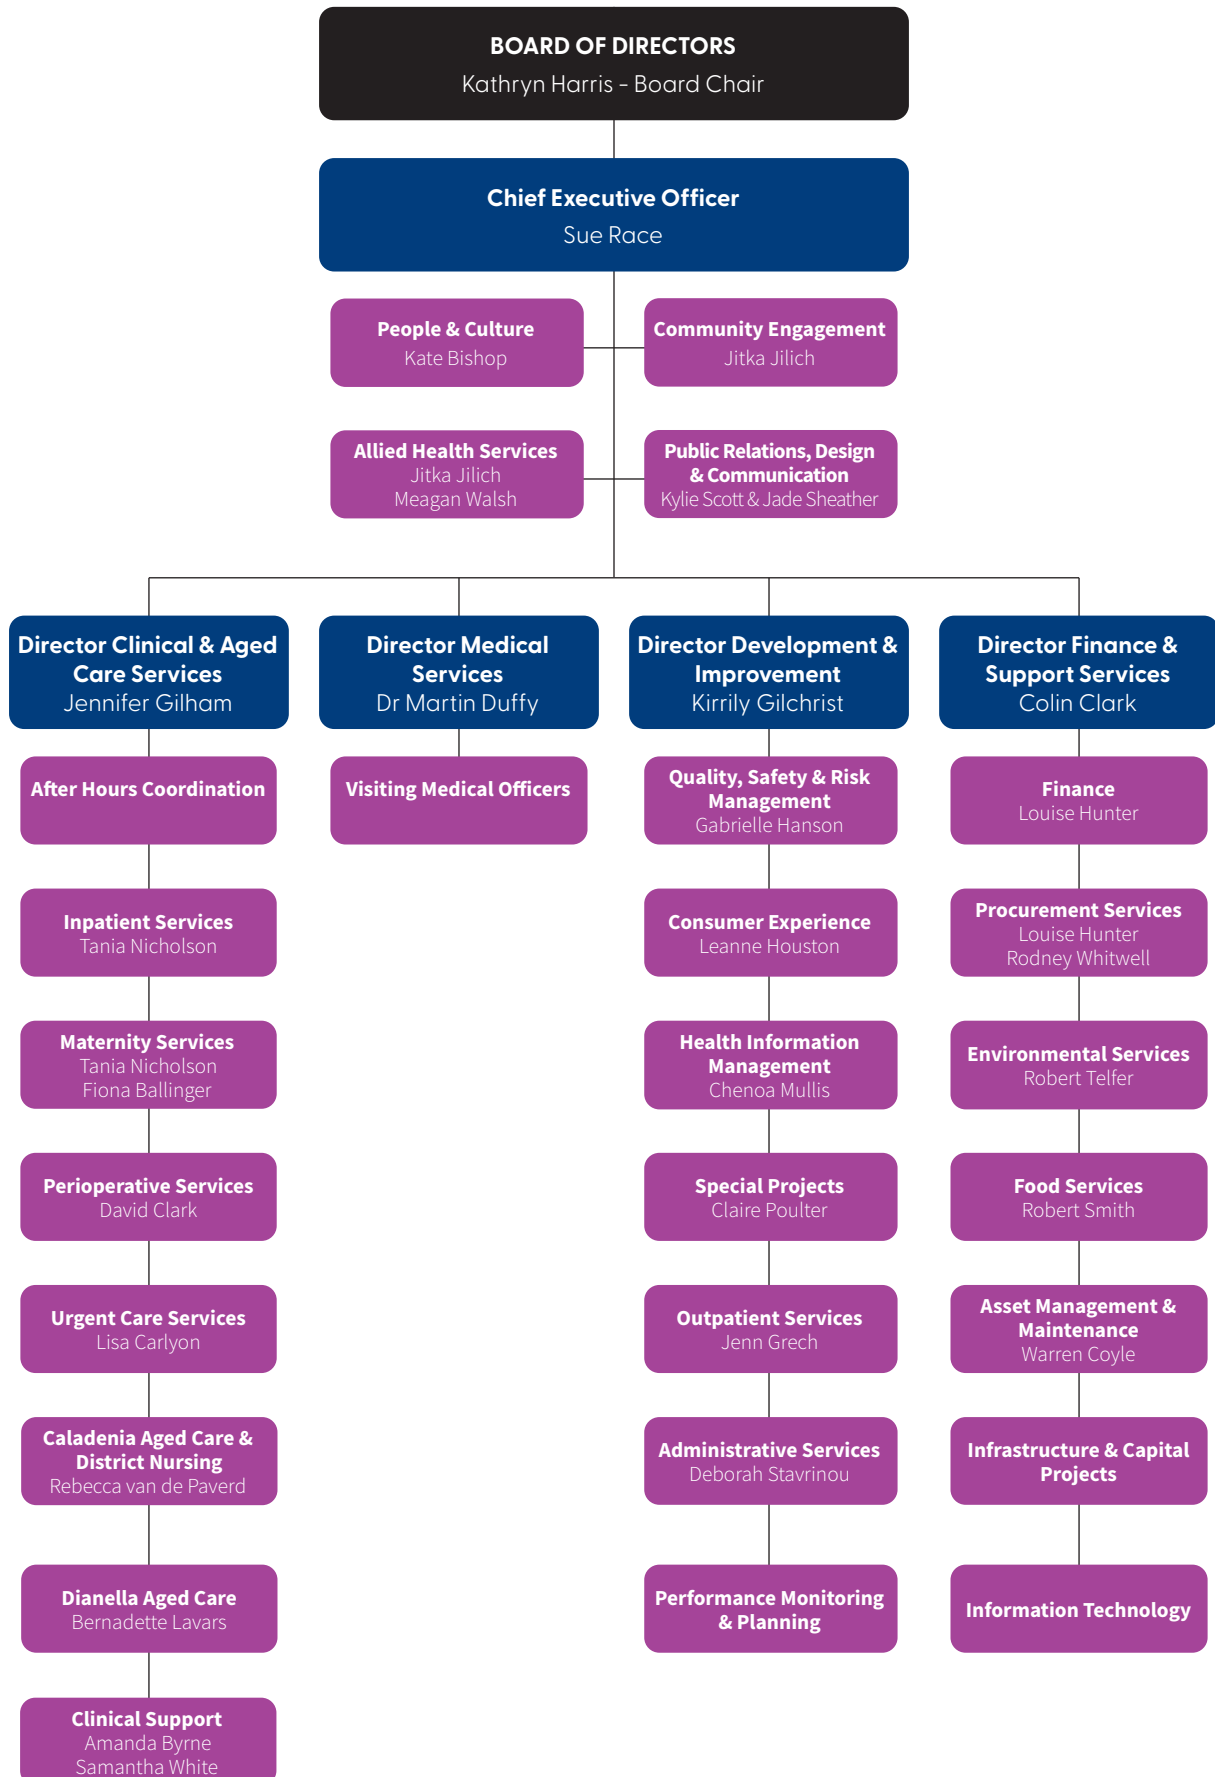 BOARD OF DIRECTORS
Kathryn Harris - Board Chair
Chief Executive Officer
Sue Race
People & Culture
Kate Bishop
Community Engagement
Jitka Jilich
Allied Health Services
Jitka Jilich
Meagan Walsh
Public Relations, Design
& Communication
Kylie Scott & Jade Sheather
Director Clinical & Aged
Care Services
Jennifer Gilham
After Hours Coordination
Inpatient Services
Tania Nicholson
Maternity Services
Tania Nicholson
Fiona Ballinger
Perioperative Services
David Clark
Urgent Care Services
Lisa Carlyon
Caladenia Aged Care &
District Nursing
Rebecca van de Paverd
Dianella Aged Care
Bernadette Lavars
Clinical Support
Amanda Byrne
Samantha White
Director Medical
Services
Dr Martin Duffy
Visiting Medical Officers
Director Development &
Improvement
Kirrily Gilchrist
Quality, Safety & Risk
Management
Gabrielle Hanson
Consumer Experience
Leanne Houston
Health Information
Management
Chenoa Mullis
Special Projects
Claire Poulter
Outpatient Services
Jenn Grech
Administrative Services
Deborah Stavrinou
Performance Monitoring
& Planning
Director Finance &
Support Services
Colin Clark
Finance
Louise Hunter
Procurement Services
Louise Hunter
Rodney Whitwell
Environmental Services
Robert Telfer
Food Services
Robert Smith
Asset Management &
Maintenance
Warren Coyle
Infrastructure & Capital
Projects
Information Technology